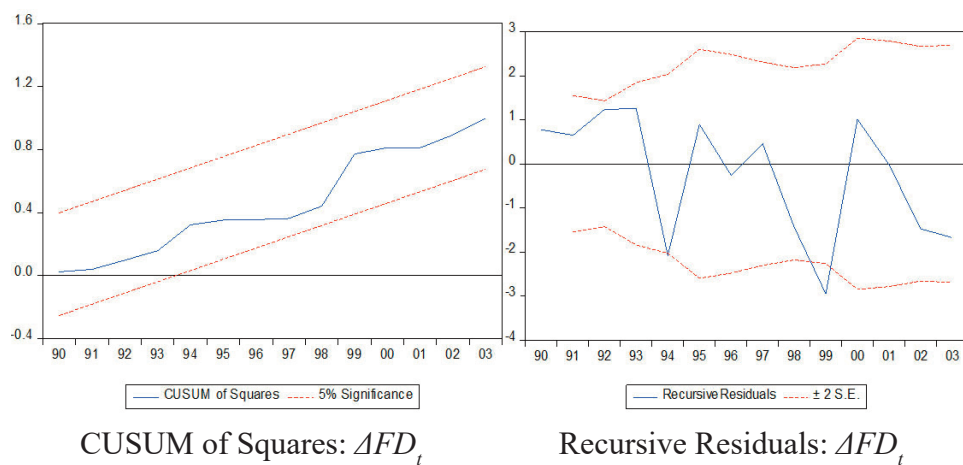 1.6
1.2
0.8
0.4
0.0
-0.4
90 91 92 93 94 95 96 97 98 99 00 01 02 03
CUSUM of Squares 5% Significance
CUSUM of Squares: ΔFDt
3
2
1
0
-1
-2
-3
-4
90 91 92 93 94 95 96 97 98 99 00 01 02 03
Recursive Residuals ± 2 S.E.
Recursive Residuals: ΔFDt